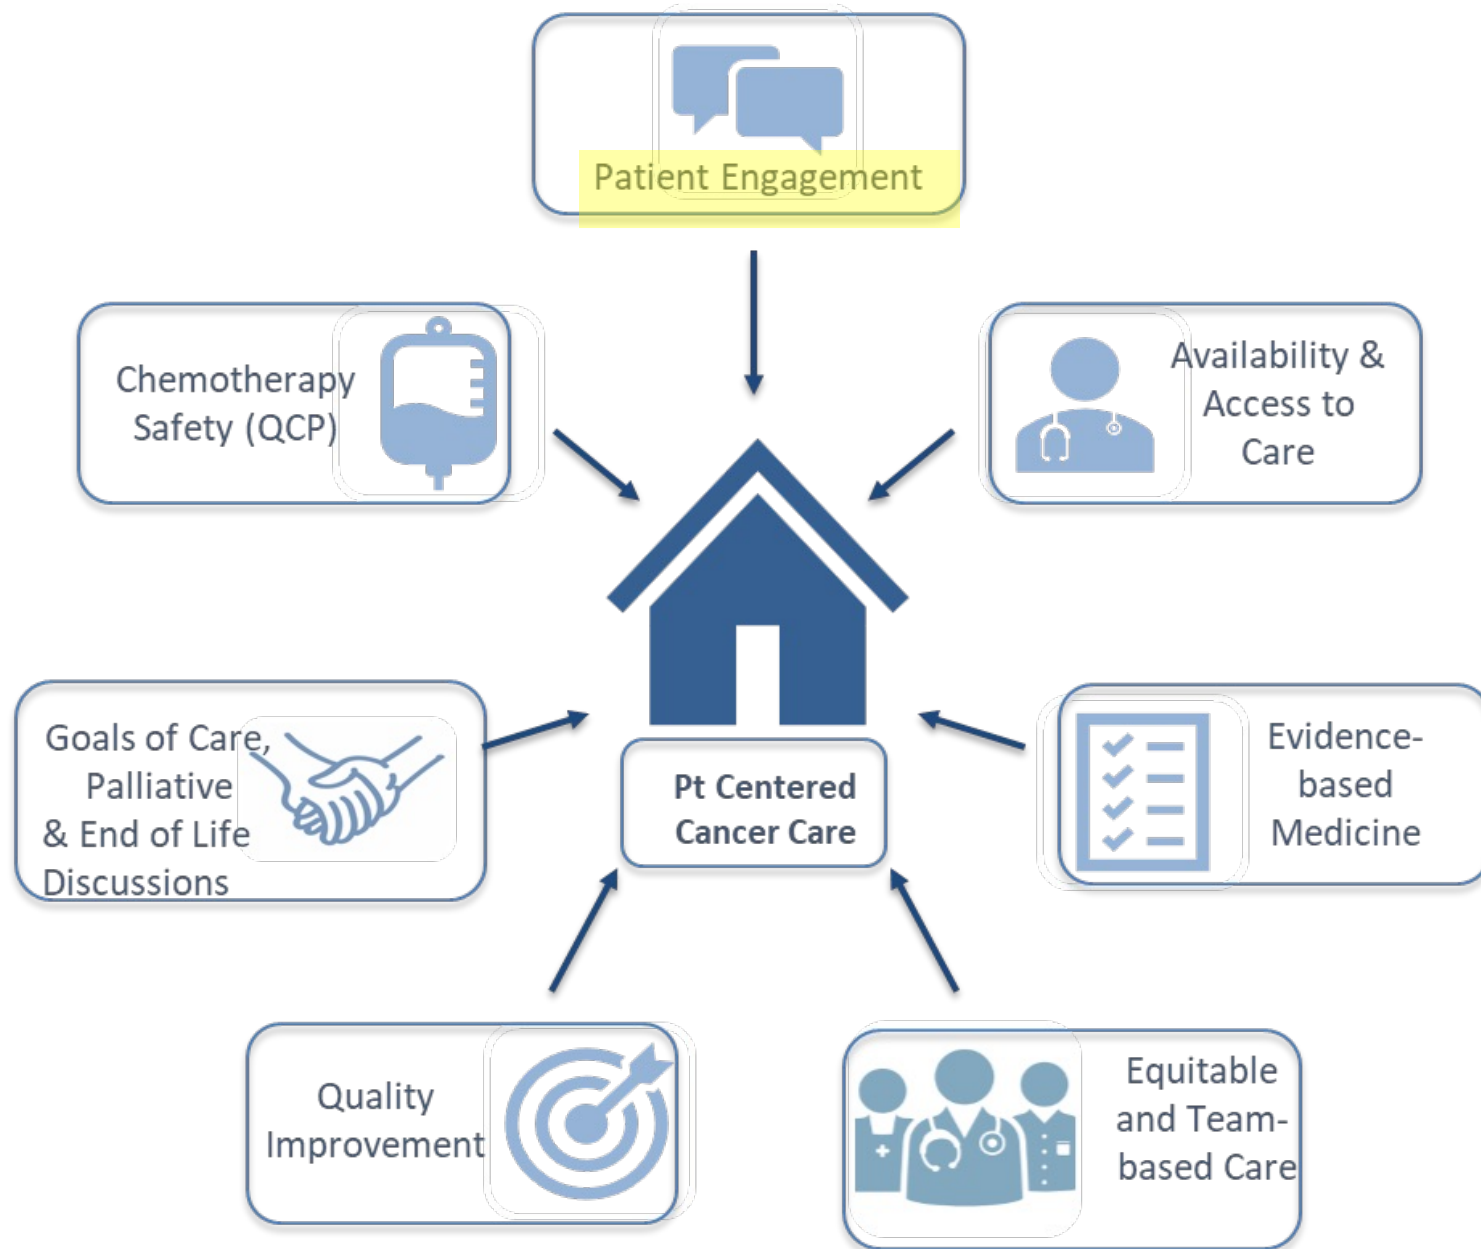 Patient Engagement
Chemotherapy
Safety (QCP)
Availability &
Access to
Care
Goals of Care,
Palliative
& End of Life
Discussions
Pt Centered
Cancer Care
Evidence-
based
Medicine
Quality
Improvement
Equitable
and Team-
based Care